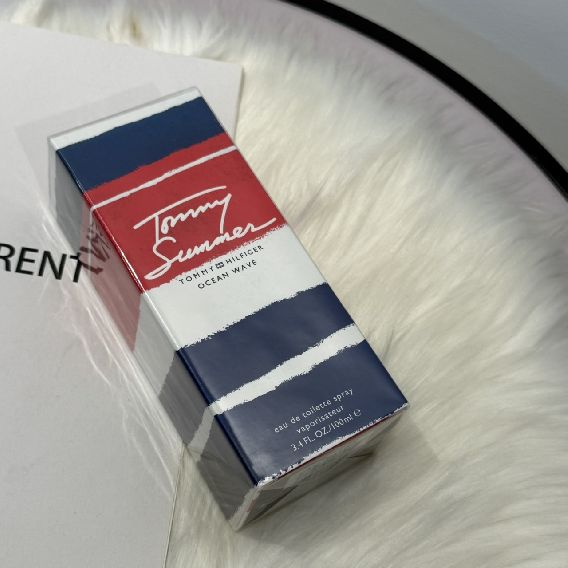 Tommy
Summer
TOMMY HILFIGER
OCEAN WAVE
eau de toilette spray
vaporisateur
3.4 FL. OZ/100ml e
RENT